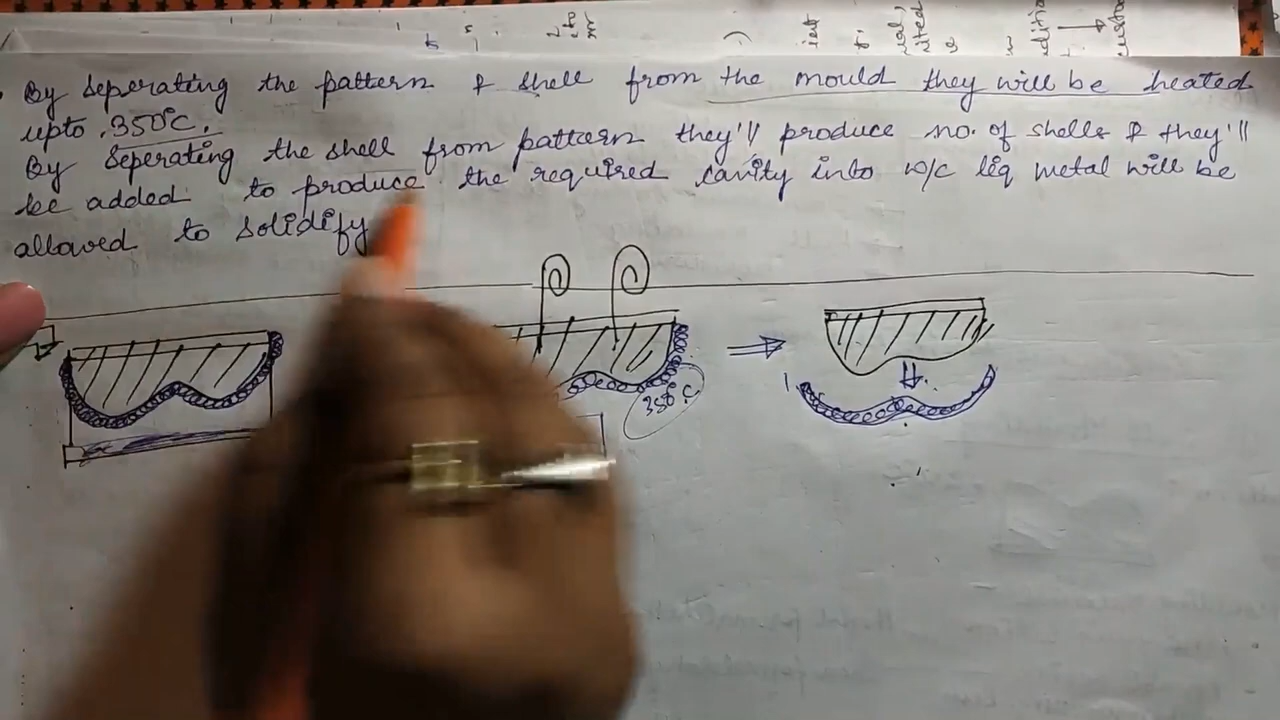 By seperating the pattern & shell from the mould they will be heated
upto 350°C.
By seperating the shell from pattern they'll produce no. of shells & they'll
be added to produce the required cavity into w/c liq metal will be
allowed to solidify
350°C